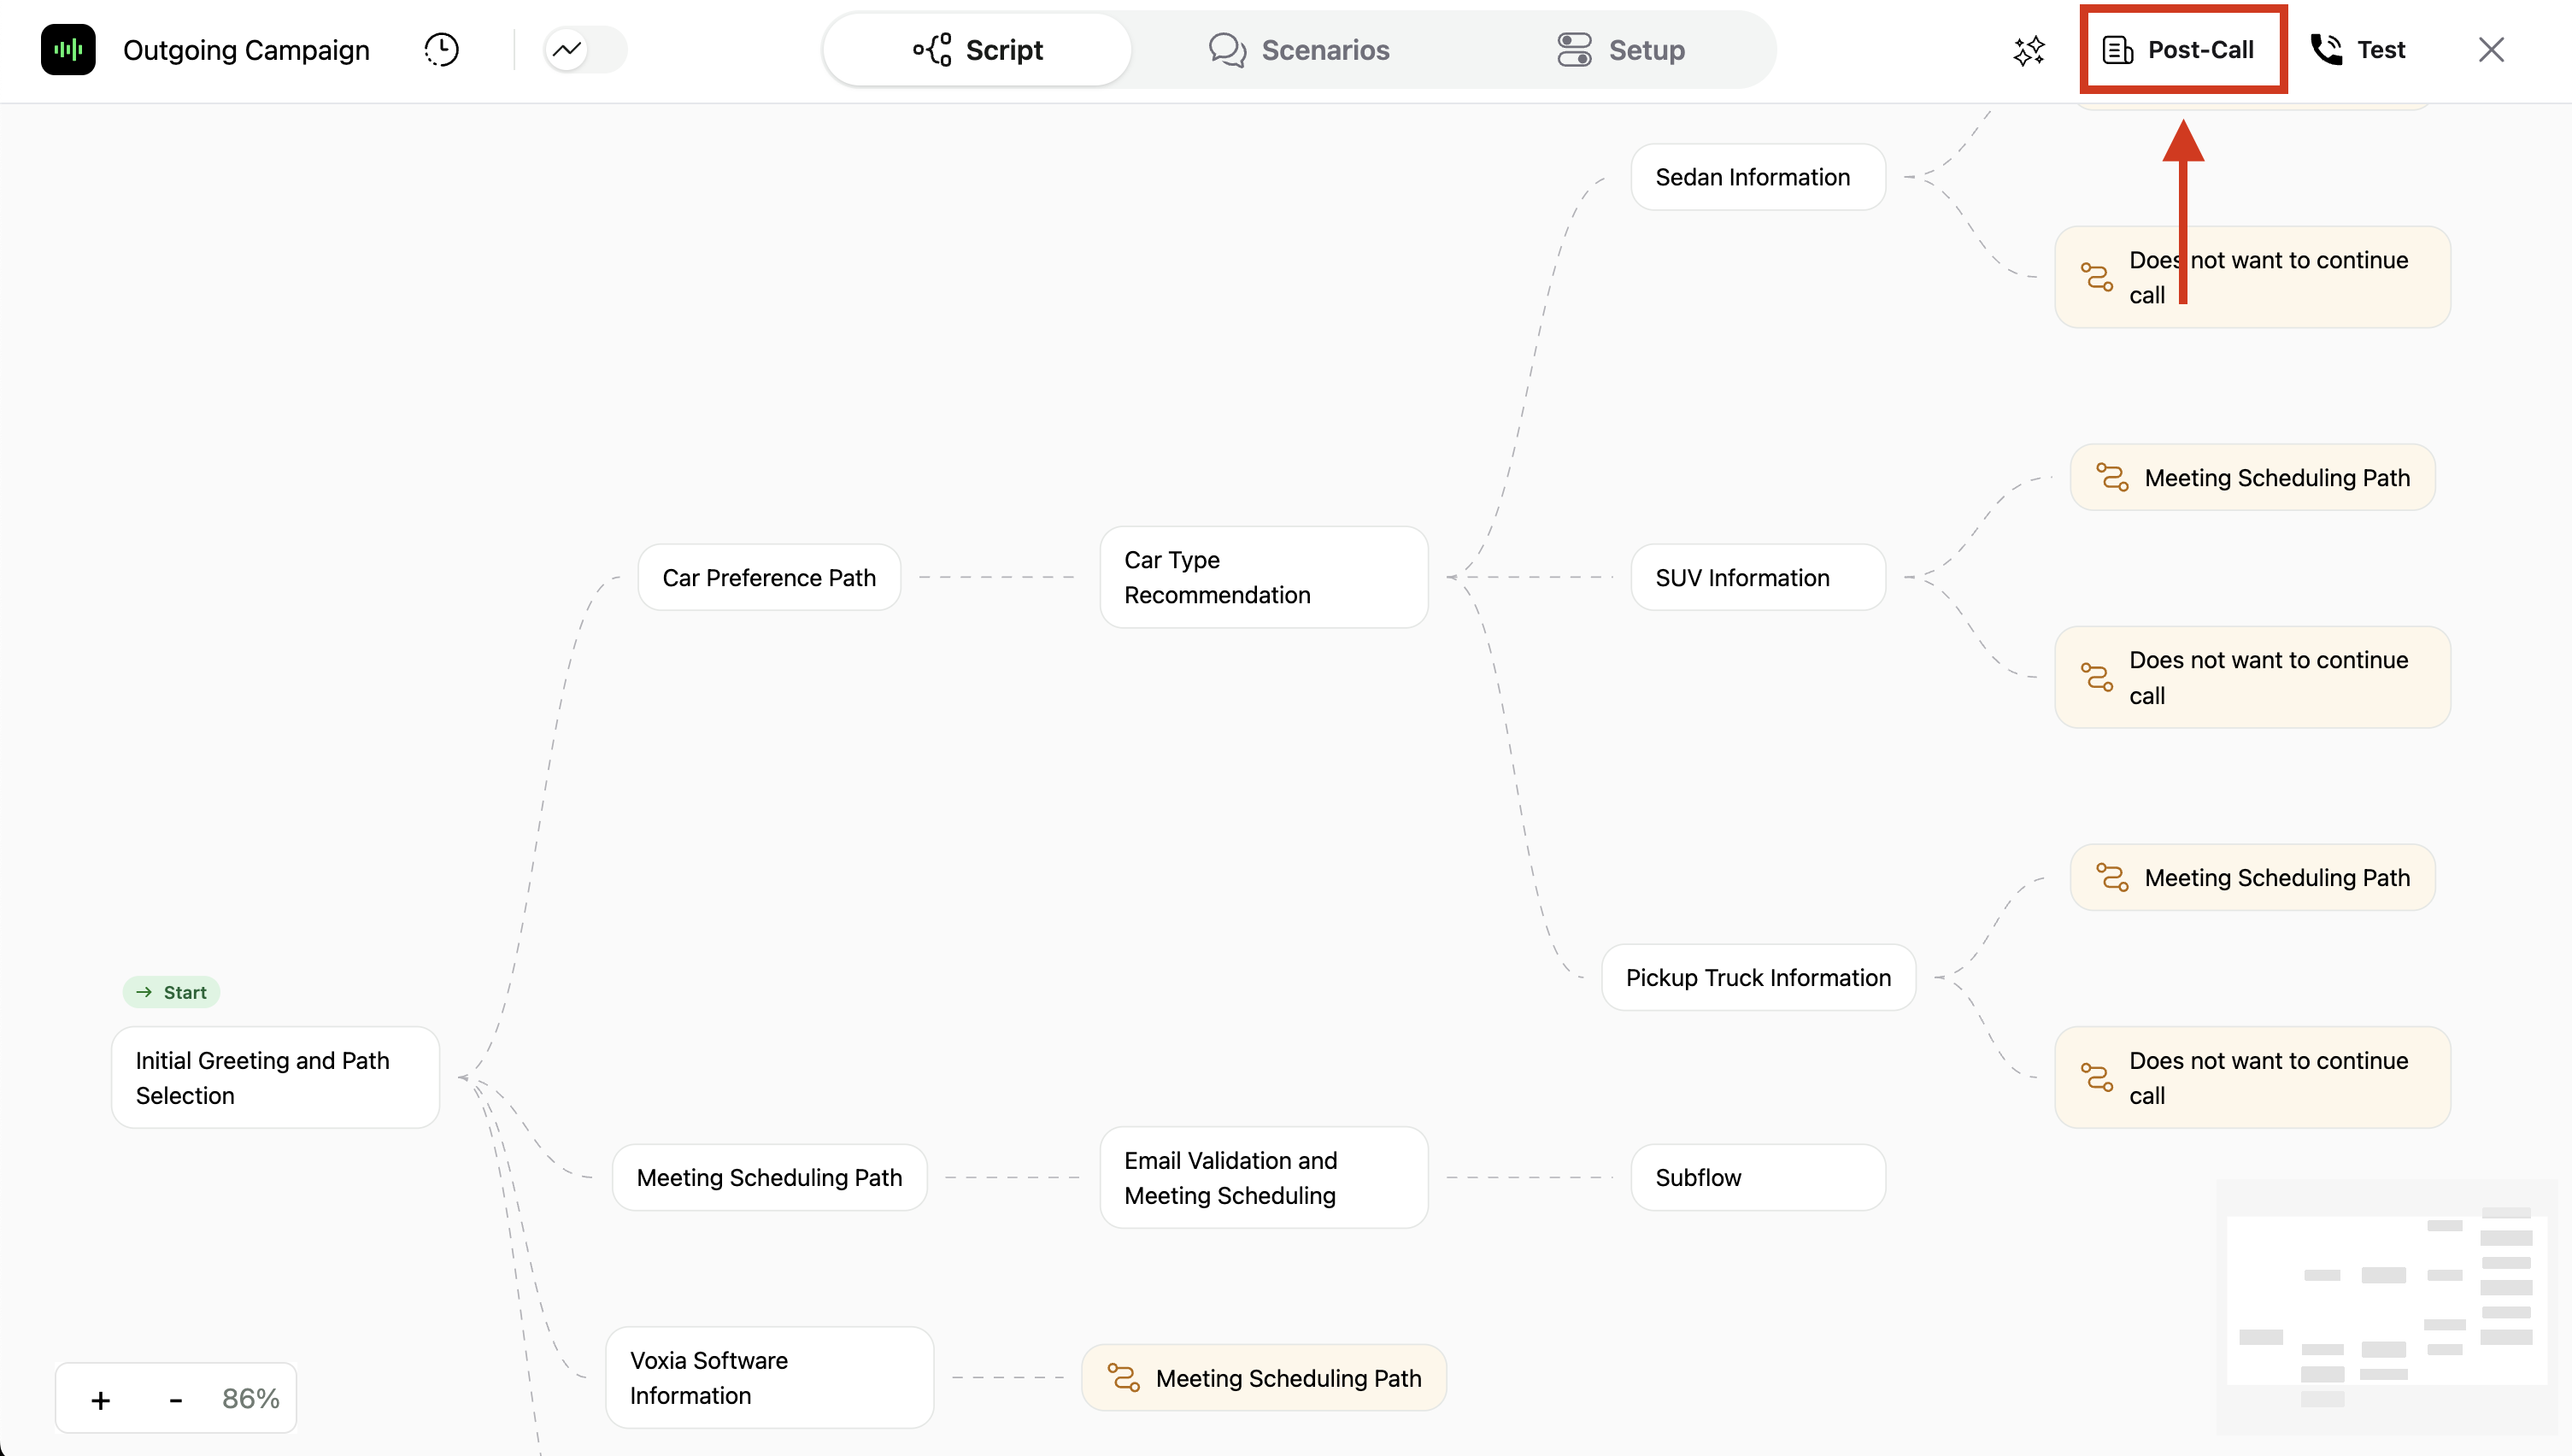 Outgoing Campaign
Script
Scenarios
Setup
Post-Call
Test
Sedan Information
Does not want to continue
call
Meeting Scheduling Path
Car Preference Path
Car Type
Recommendation
SUV Information
Does not want to continue
call
Meeting Scheduling Path
Pickup Truck Information
Start
Initial Greeting and Path
Selection
Does not want to continue
call
Meeting Scheduling Path
Email Validation and
Meeting Scheduling
Subflow
Voxia Software
Information
Meeting Scheduling Path
+ - 86%